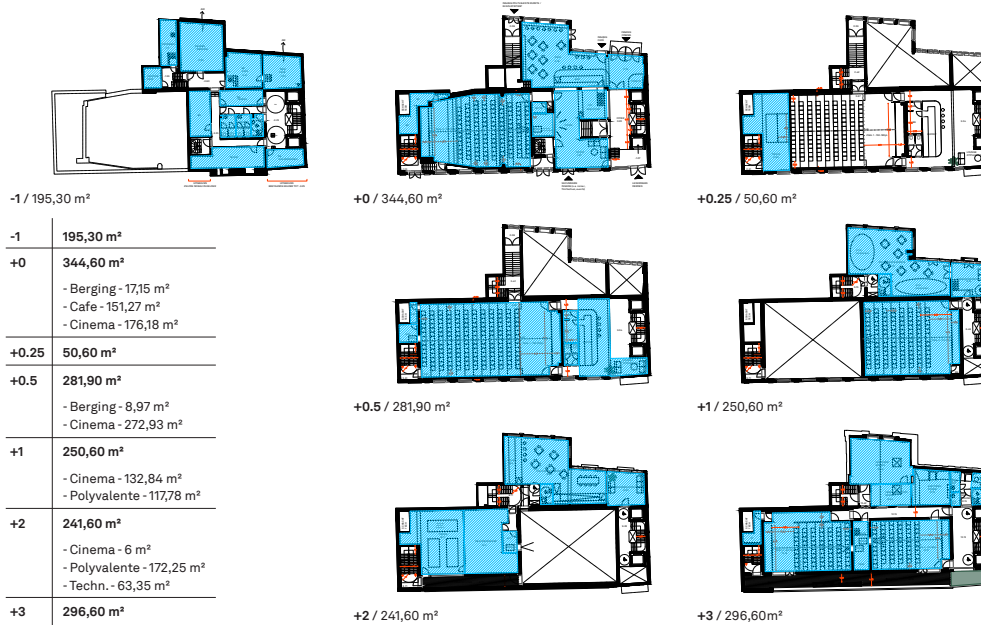 -1 / 195,30 m²
+0 / 344,60 m²
+0.25 / 50,60 m²
-1 195,30 m²
+0 344,60 m²
- Berging - 17,15 m²
- Cafe - 151,27 m²
- Cinema - 176,18 m²
+0.25 50,60 m²
+0.5 281,90 m²
- Berging - 8,97 m²
- Cinema - 272,93 m²
+1 250,60 m²
- Cinema - 132,84 m²
- Polyvalente - 117,78 m²
+2 241,60 m²
- Cinema - 6 m²
- Polyvalente - 172,25 m²
- Techn. - 63,35 m²
+3 296,60 m²
+0.5 / 281,90 m²
+1 / 250,60 m²
+2 / 241,60 m²
+3 / 296,60m²